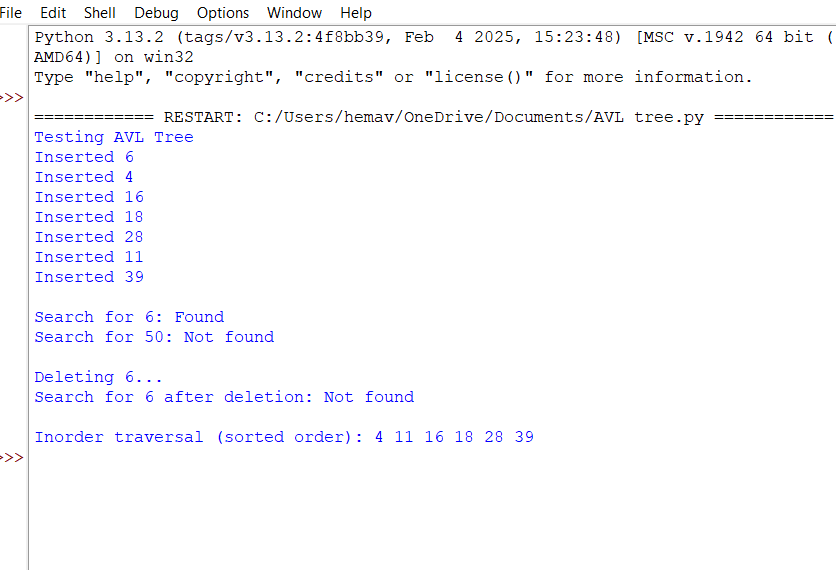 File Edit Shell Debug Options Window Help
Python 3.13.2 (tags/v3.13.2:4f8bb39, Feb  4 2025, 15:23:48) [MSC v.1942 64 bit (
AMD64)] on win32
Type "help", "copyright", "credits" or "license()" for more information.
>>>
============ RESTART: C:/Users/hemav/OneDrive/Documents/AVL tree.py ============
Testing AVL Tree
Inserted 6
Inserted 4
Inserted 16
Inserted 18
Inserted 28
Inserted 11
Inserted 39
Search for 6: Found
Search for 50: Not found
Deleting 6...
Search for 6 after deletion: Not found
Inorder traversal (sorted order): 4 11 16 18 28 39
>>>